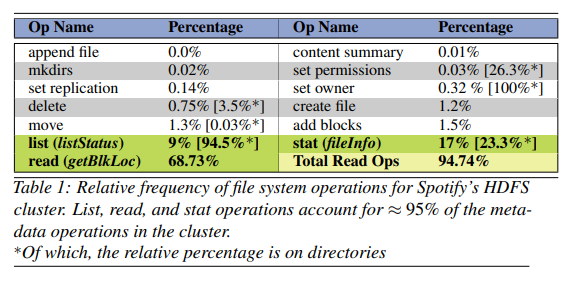 Op Name Percentage Op Name Percentage
append file 0.0% content summary 0.01%
mkdirs 0.02% set permissions 0.03% [26.3%*]
set replication 0.14% set owner 0.32 % [100%*]
delete 0.75% [3.5%*] create file 1.2%
move 1.3% [0.03%*] add blocks 1.5%
list (listStatus) 9% [94.5%*] stat (fileInfo) 17% [23.3%*]
read (getBlkLoc) 68.73% Total Read Ops 94.74%
Table 1: Relative frequency of file system operations for Spotify's HDFS
cluster. List, read, and stat operations account for ≈ 95% of the meta-
data operations in the cluster.
*Of which, the relative percentage is on directories